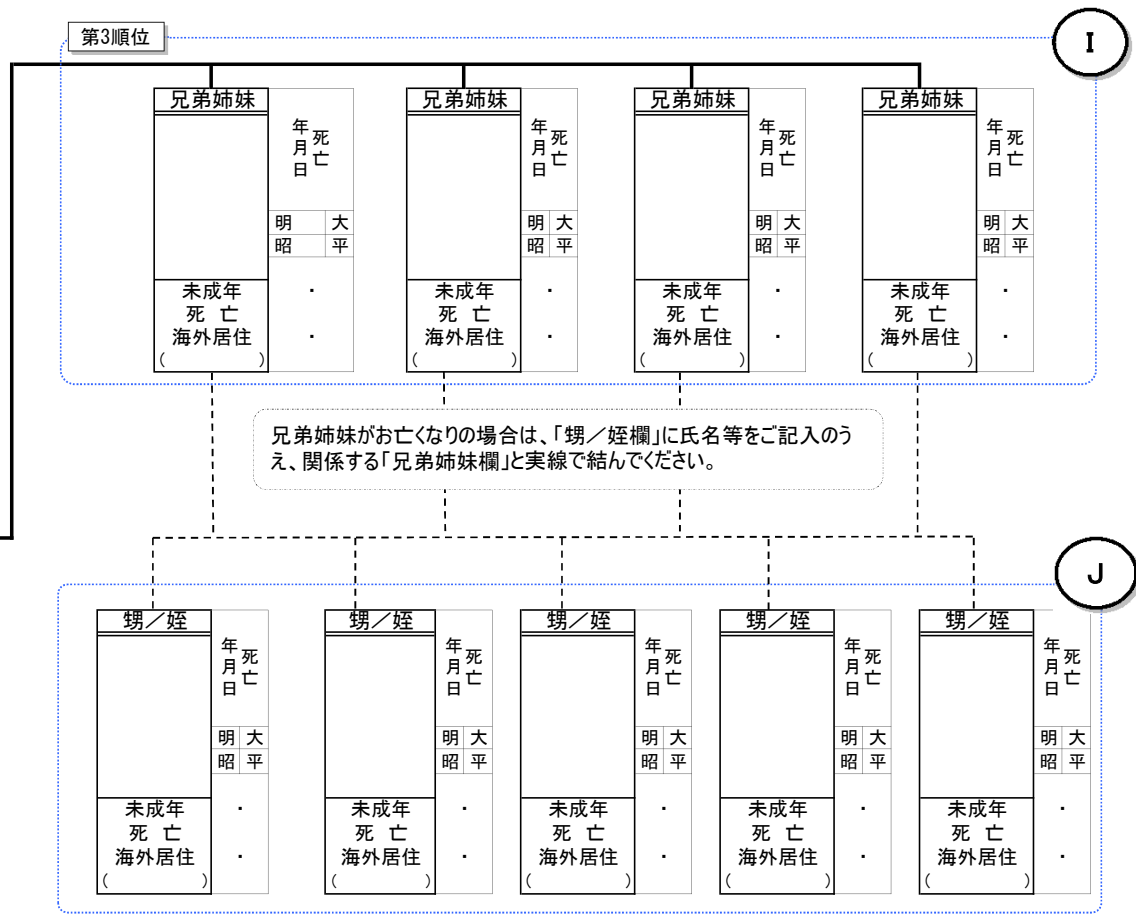 第3順位
I
兄弟姉妹
死亡
年月日
明 大
昭 平
・
・
未成年
死 亡
海外居住
( )
兄弟姉妹
死亡
年月日
明 大
昭 平
・
・
未成年
死 亡
海外居住
( )
兄弟姉妹
死亡
年月日
明 大
昭 平
・
・
未成年
死 亡
海外居住
( )
兄弟姉妹
死亡
年月日
明 大
昭 平
・
・
未成年
死 亡
海外居住
( )
兄弟姉妹がお亡くなりの場合は、「甥／姪欄」に氏名等をご記入のう
え、関係する「兄弟姉妹欄」と実線で結んでください。
J
甥／姪
死亡
年月日
明 大
昭 平
・
・
未成年
死 亡
海外居住
( )
甥／姪
死亡
年月日
明 大
昭 平
・
・
未成年
死 亡
海外居住
( )
甥／姪
死亡
年月日
明 大
昭 平
・
・
未成年
死 亡
海外居住
( )
甥／姪
死亡
年月日
明 大
昭 平
・
・
未成年
死 亡
海外居住
( )
甥／姪
死亡
年月日
明 大
昭 平
・
・
未成年
死 亡
海外居住
( )